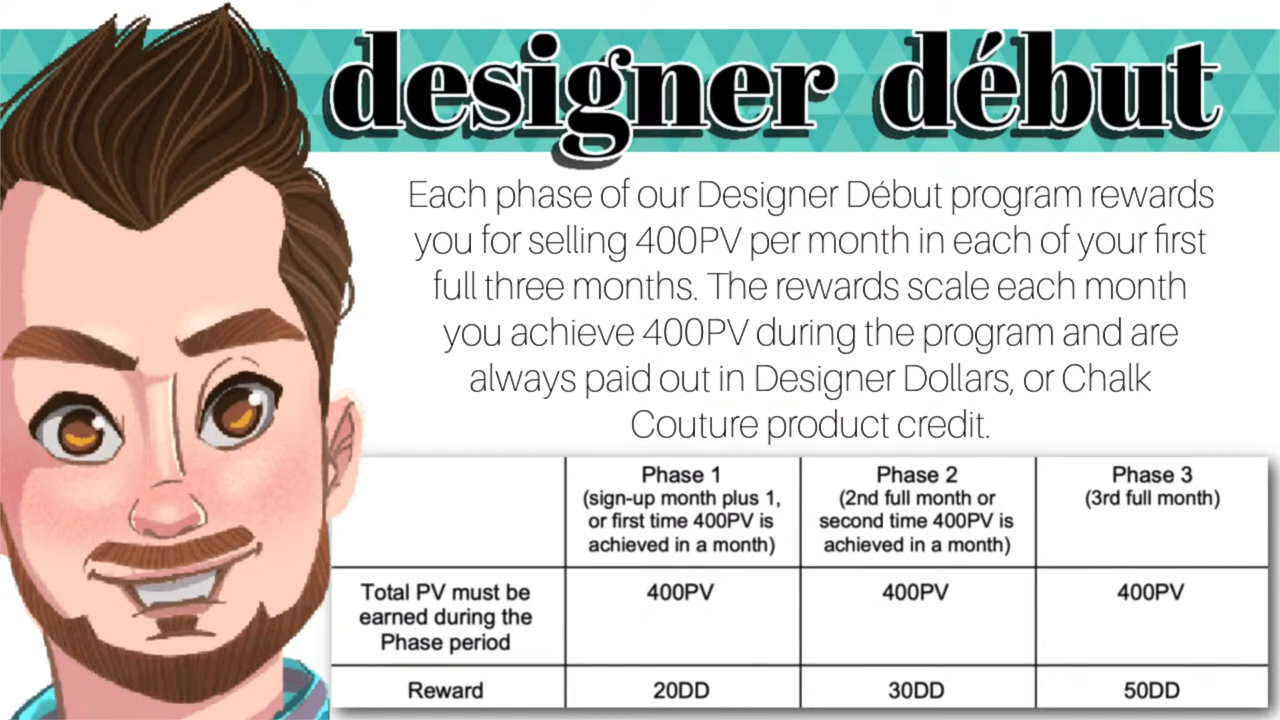 designer début
Each phase of our Designer Début program rewards
you for selling 400PV per month in each of your first
full three months. The rewards scale each month
you achieve 400PV during the program and are
always paid out in Designer Dollars, or Chalk
Couture product credit.
Phase 1
(sign-up month plus 1,
or first time 400PV is
achieved in a month)
Phase 2
(2nd full month or
second time 400PV is
achieved in a month)
Phase 3
(3rd full month)
Total PV must be
earned during the
Phase period
400PV
400PV
400PV
Reward
20DD
30DD
50DD